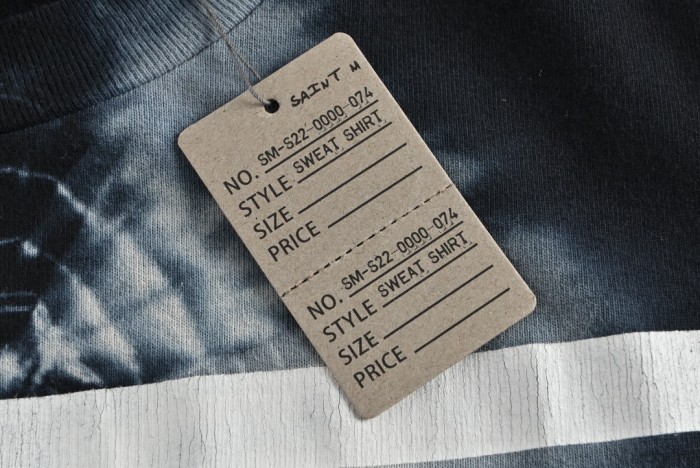 SAINT M
NO. SM-S22-0000-074
STYLE SWEAT SHIRT
SIZE
PRICE
NO. SM-S22-0000-074
STYLE SWEAT SHIRT
SIZE
PRICE